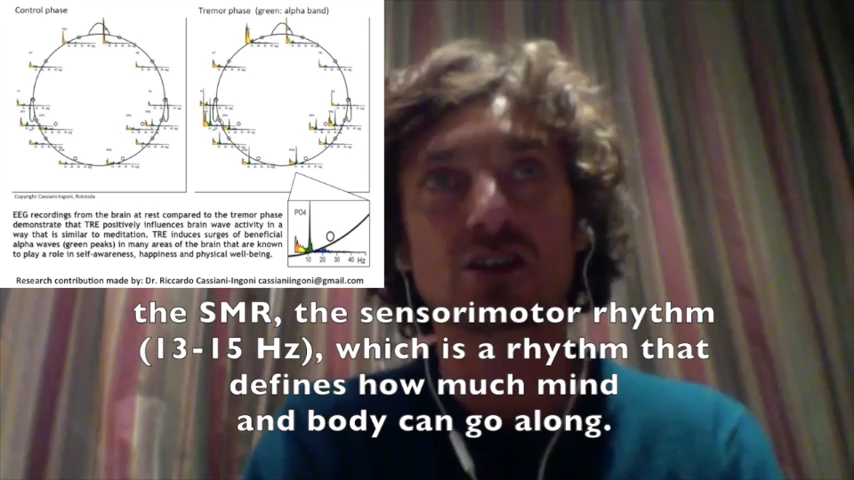 Control phase
Tremor phase (green: alpha band)
Copyright Cassiani-Ingoni, Rotonda
EEG recordings from the brain at rest compared to the tremor phase
demonstrate that TRE positively influences brain wave activity in a
way that is similar to meditation. TRE induces surges of beneficial
alpha waves (green peaks) in many areas of the brain that are known
to play a role in self-awareness, happiness and physical well-being.
PO4
10 20 30 40 Hz
Research contribution made by: Dr. Riccardo Cassiani-Ingoni cassianiingoni@gmail.com
the SMR, the sensorimotor rhythm
(13-15 Hz), which is a rhythm that
defines how much mind
and body can go along.